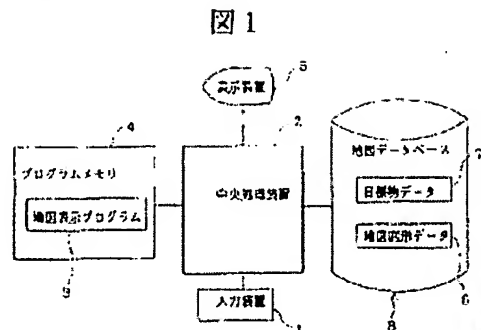 図1
表示装置
5
4
2
プログラムメモリ
地図表示プログラム
3
中央処理装置
地図データベース
7
目標物データ
地図図形データ
6
8
入力装置
1